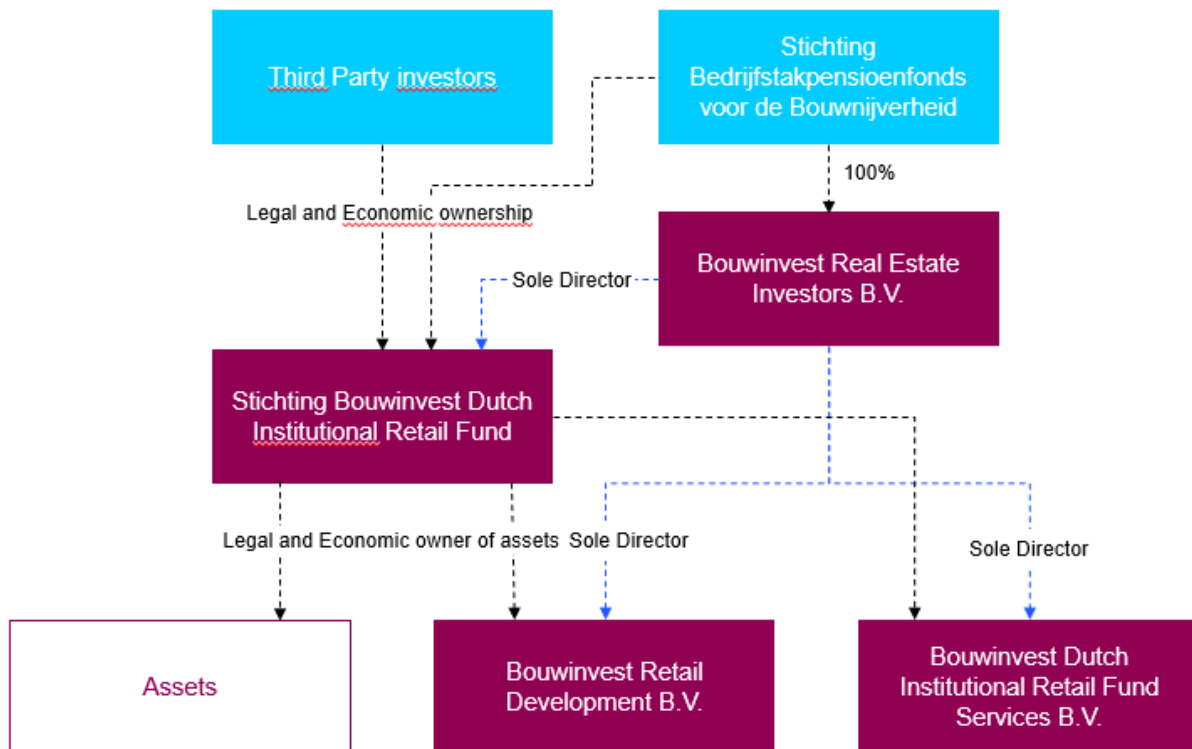 Third Party investors
Stichting
Bedrijfstakpensioenfonds
voor de Bouwnijverheid
100%
Legal and Economic ownership
Bouwinvest Real Estate
Investors B.V.
Sole Director
Stichting Bouwinvest Dutch
Institutional Retail Fund
Legal and Economic owner of assets
Sole Director
Sole Director
Assets
Bouwinvest Retail
Development B.V.
Bouwinvest Dutch
Institutional Retail Fund
Services B.V.